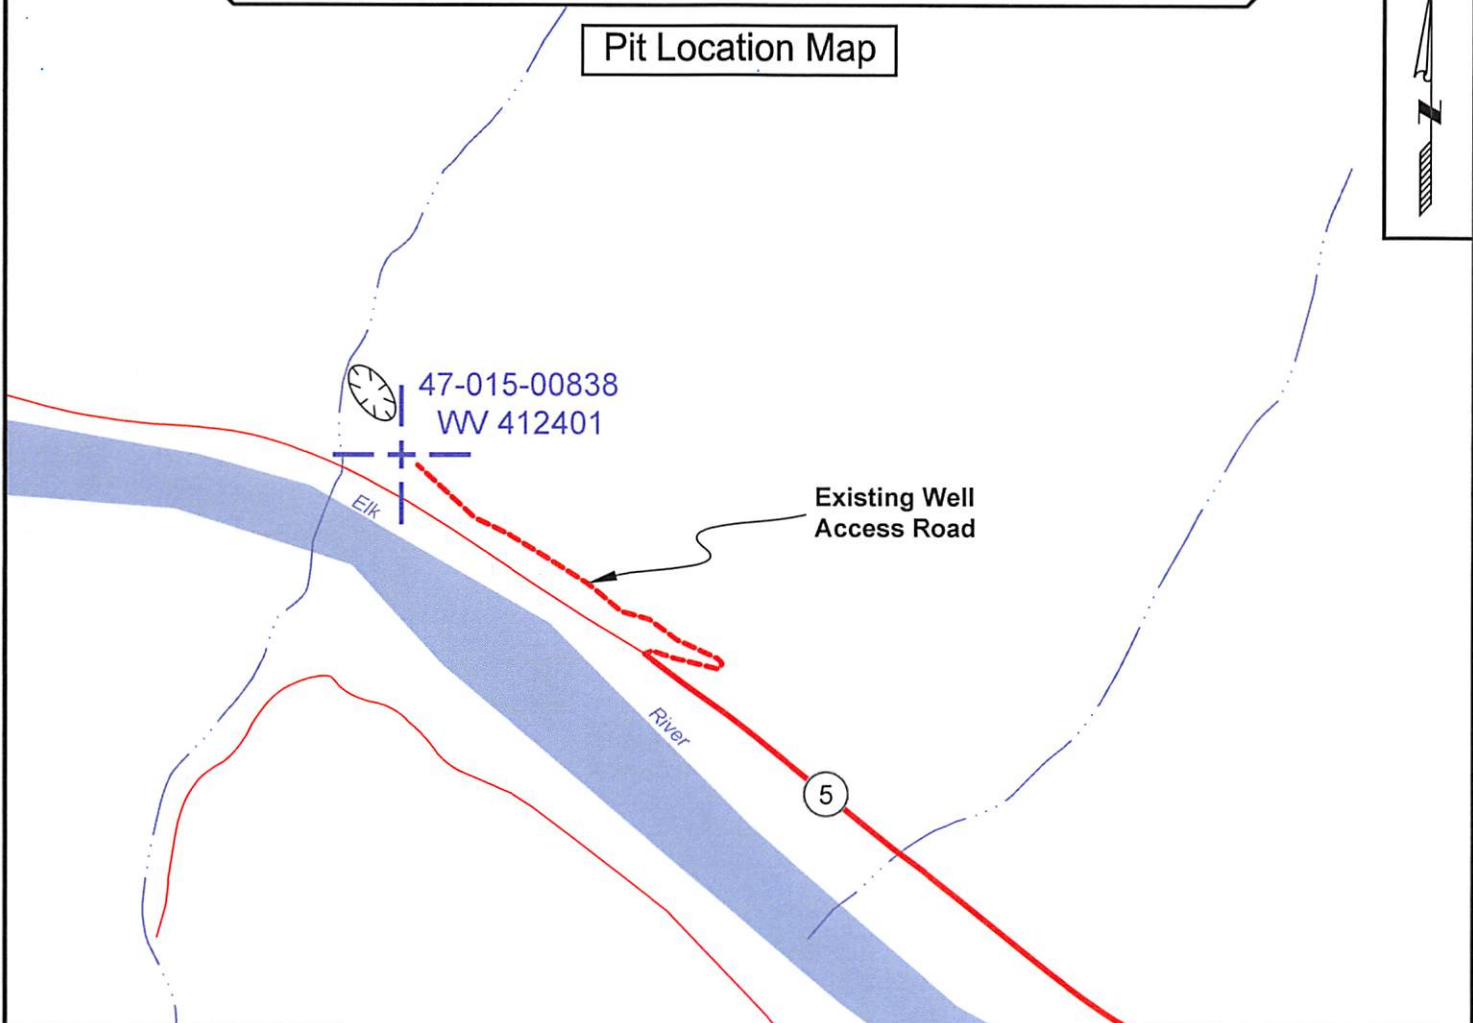 Pit Location Map
N
47-015-00838
WV 412401
Elk
Existing Well
Access Road
River
5